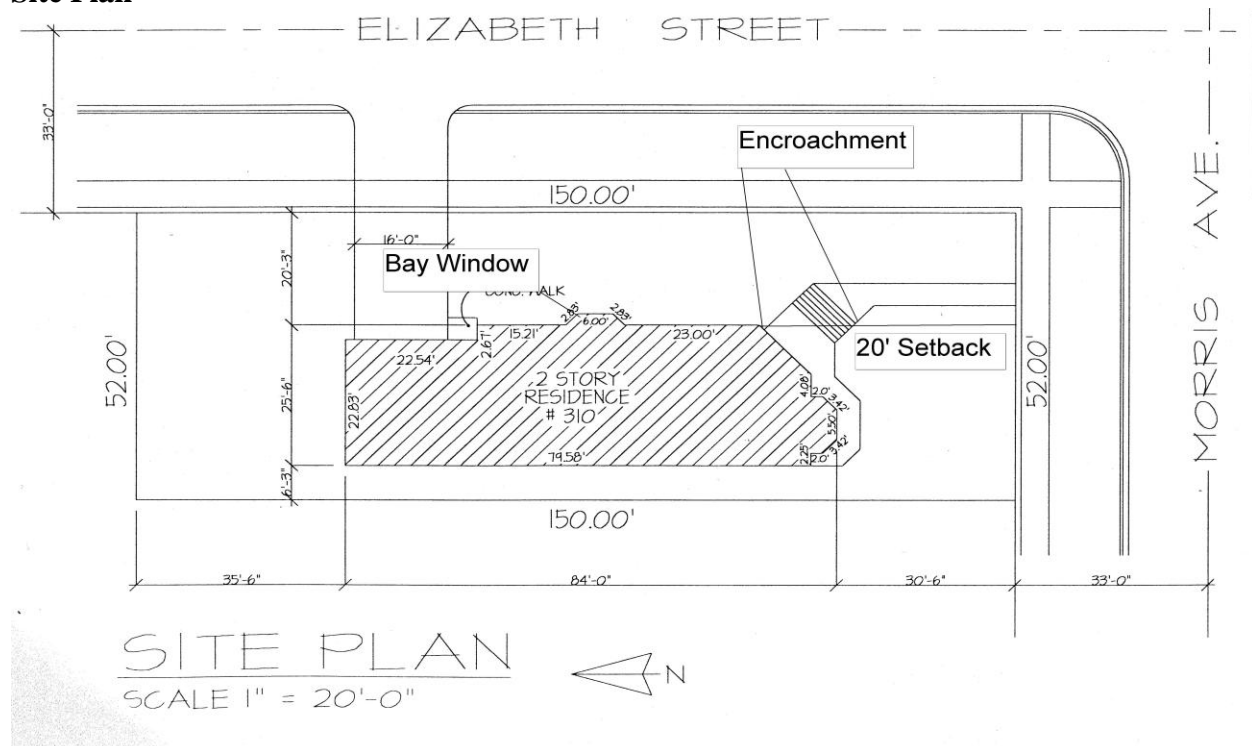 Site Plan
ELIZABETH STREET
33'-0"
Encroachment
MORRIS AVE.
150.00'
16'-0"
20'-3"
Bay Window
WALK
2.83'
6.00'
2.83'
15.21'
2.67'
23.00'
20' Setback
22.54'
52.00'
52.00'
25'-6"
22.83'
2 STORY
RESIDENCE
# 310
4.08'
2.0'
3.42'
5.50'
3.42'
2.25'
2.0'
79.58'
6'-3"
150.00'
35'-6"
84'-0"
30'-6"
33'-0"
SITE PLAN
SCALE 1" = 20'-0"
N